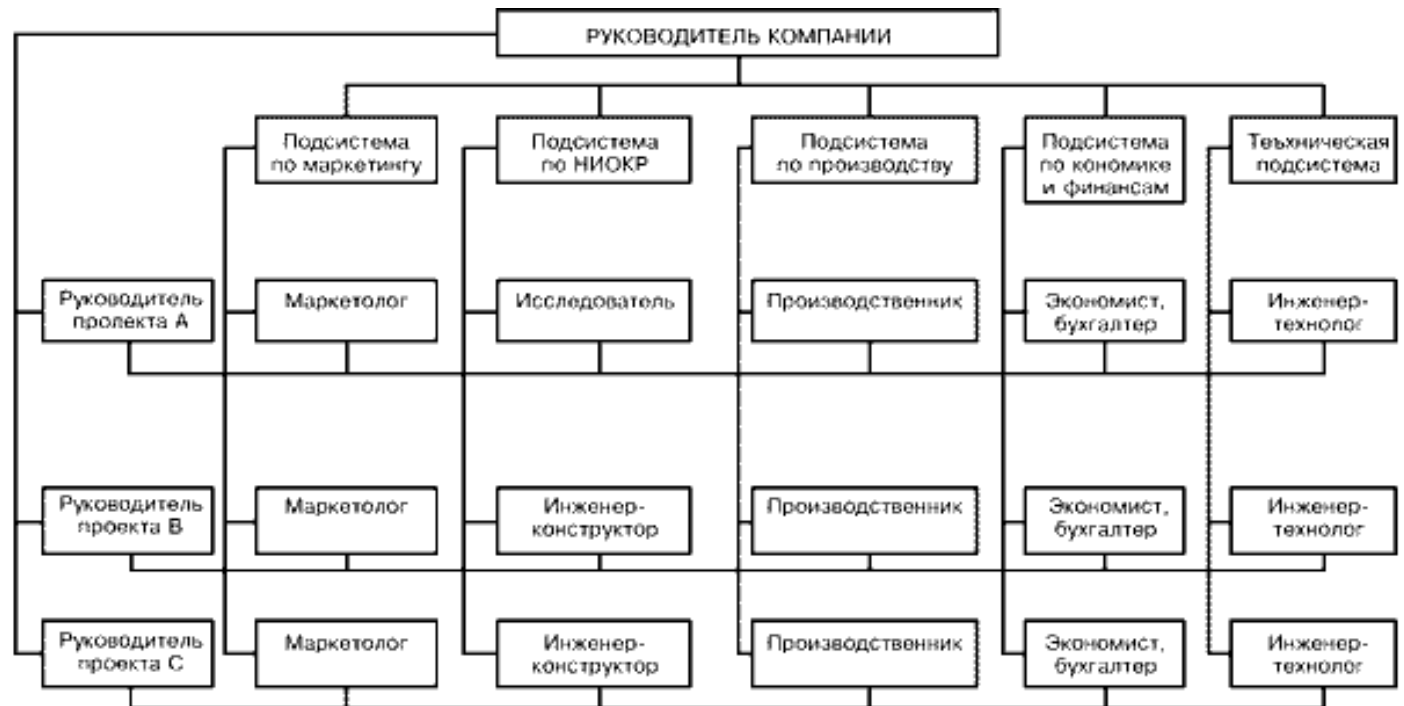 РУКОВОДИТЕЛЬ КОМПАНИИ
Подсистема
по маркетингу
Подсистема
по НИОКР
Подсистема
по производству
Подсистема
по кономике
и финансам
Теъхническая
подсистема
Руководитель
пролекта А
Маркетолог
Исследователь
Производственник
Экономист,
бухгалтер
Инженер-
технолог
Руководитель
проекта В
Маркетолог
Инженер-
конструктор
Производственник
Экономист,
бухгалтер
Инженер-
технолог
Руководитель
проекта С
Маркетолог
Инженер-
конструктор
Производственник
Экономист,
бухгалтер
Инженер-
технолог